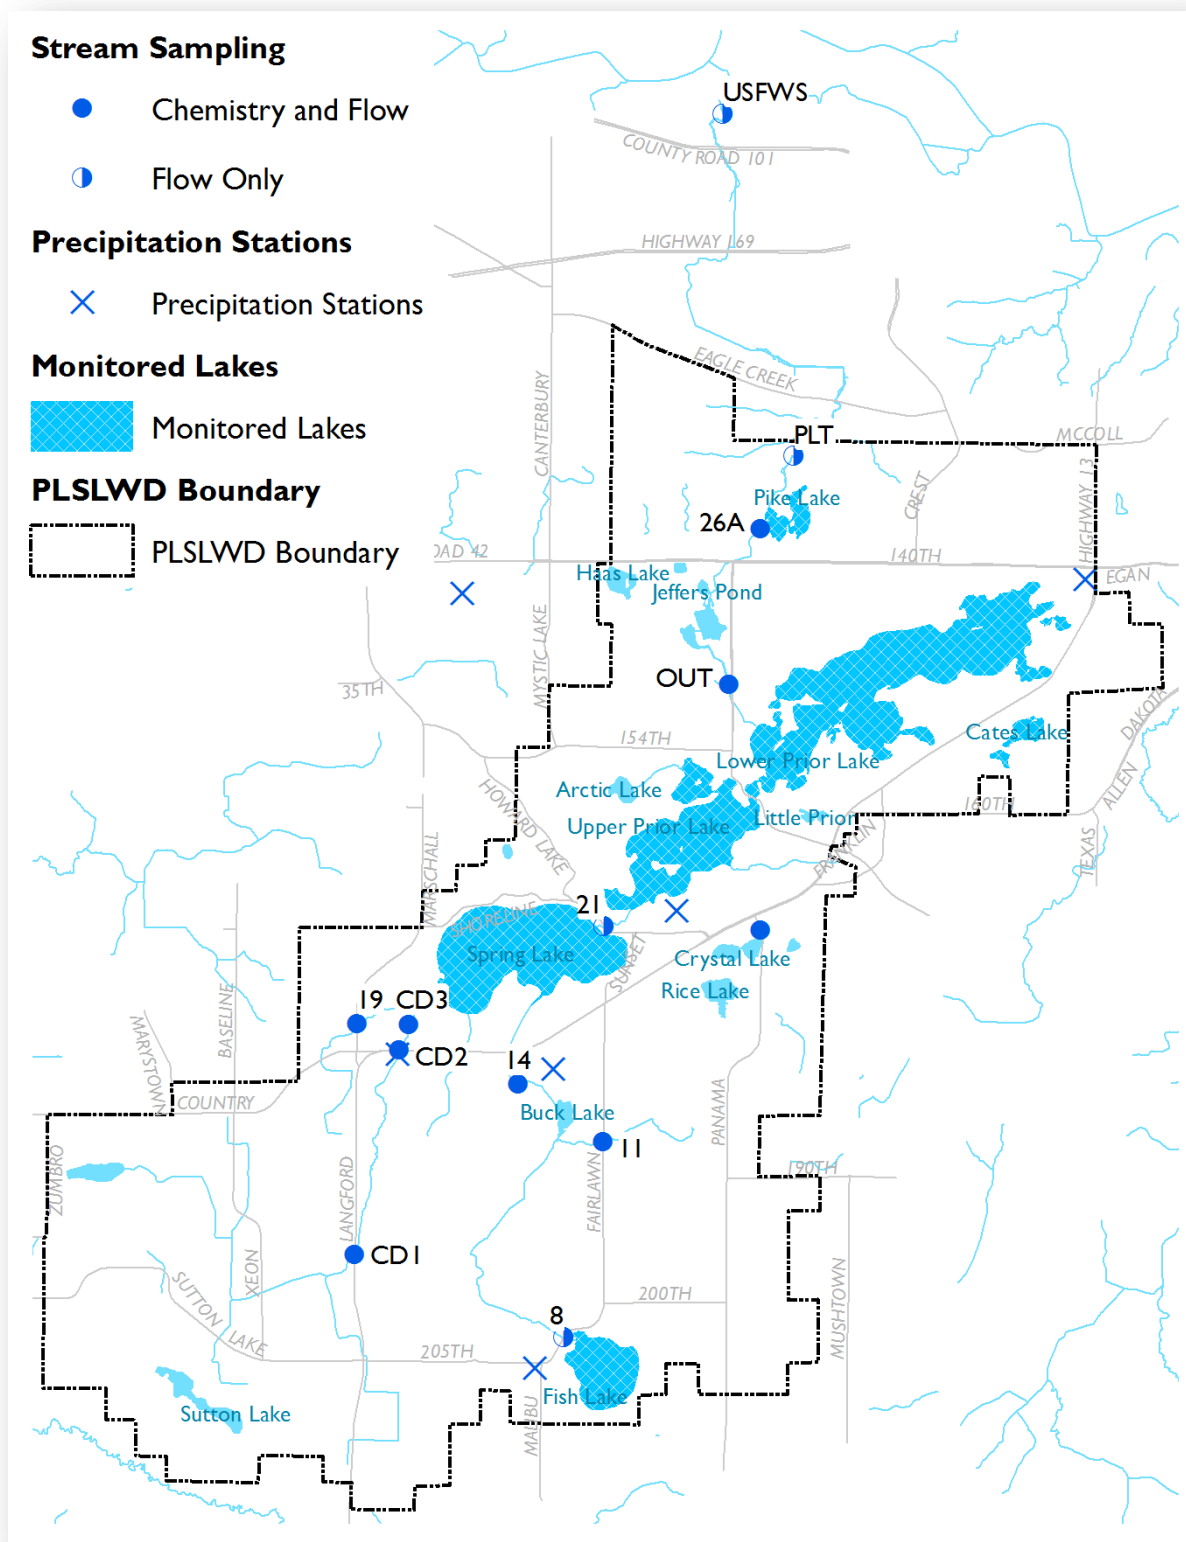 Stream Sampling
Chemistry and Flow
Flow Only
Precipitation Stations
Precipitation Stations
Monitored Lakes
Monitored Lakes
PLSLWD Boundary
PLSLWD Boundary
USFWS
COUNTY ROAD 101
HIGHWAY 169
EAGLE CREEK
CANTERBURY
PLT
MCCOLL
HIGHWAY 13
CREST
Pike Lake
26A
OAD 42
140TH
EGAN
Haas Lake
Jeffers Pond
MYSTIC LAKE
35TH
OUT
154TH
Cates Lake
DAKOTA
Lower Prior Lake
ALLEN
Arctic Lake
HOWARD LAKE
160TH
Little Prior
Upper Prior Lake
FRANKLIN
TEXAS
MARSCHALL
21
SHORELINE
Spring Lake
SUNSET
Crystal Lake
Rice Lake
19
CD3
BASELINE
MARYSTOWN
CD2
14
COUNTRY
Buck Lake
PANAMA
11
ZUMBRO
LANGFORD
FAIRLAWN
190TH
CD1
XEON
SUTTON LAKE
200TH
MUSHTOWN
8
205TH
Fish Lake
MALIBU
Sutton Lake